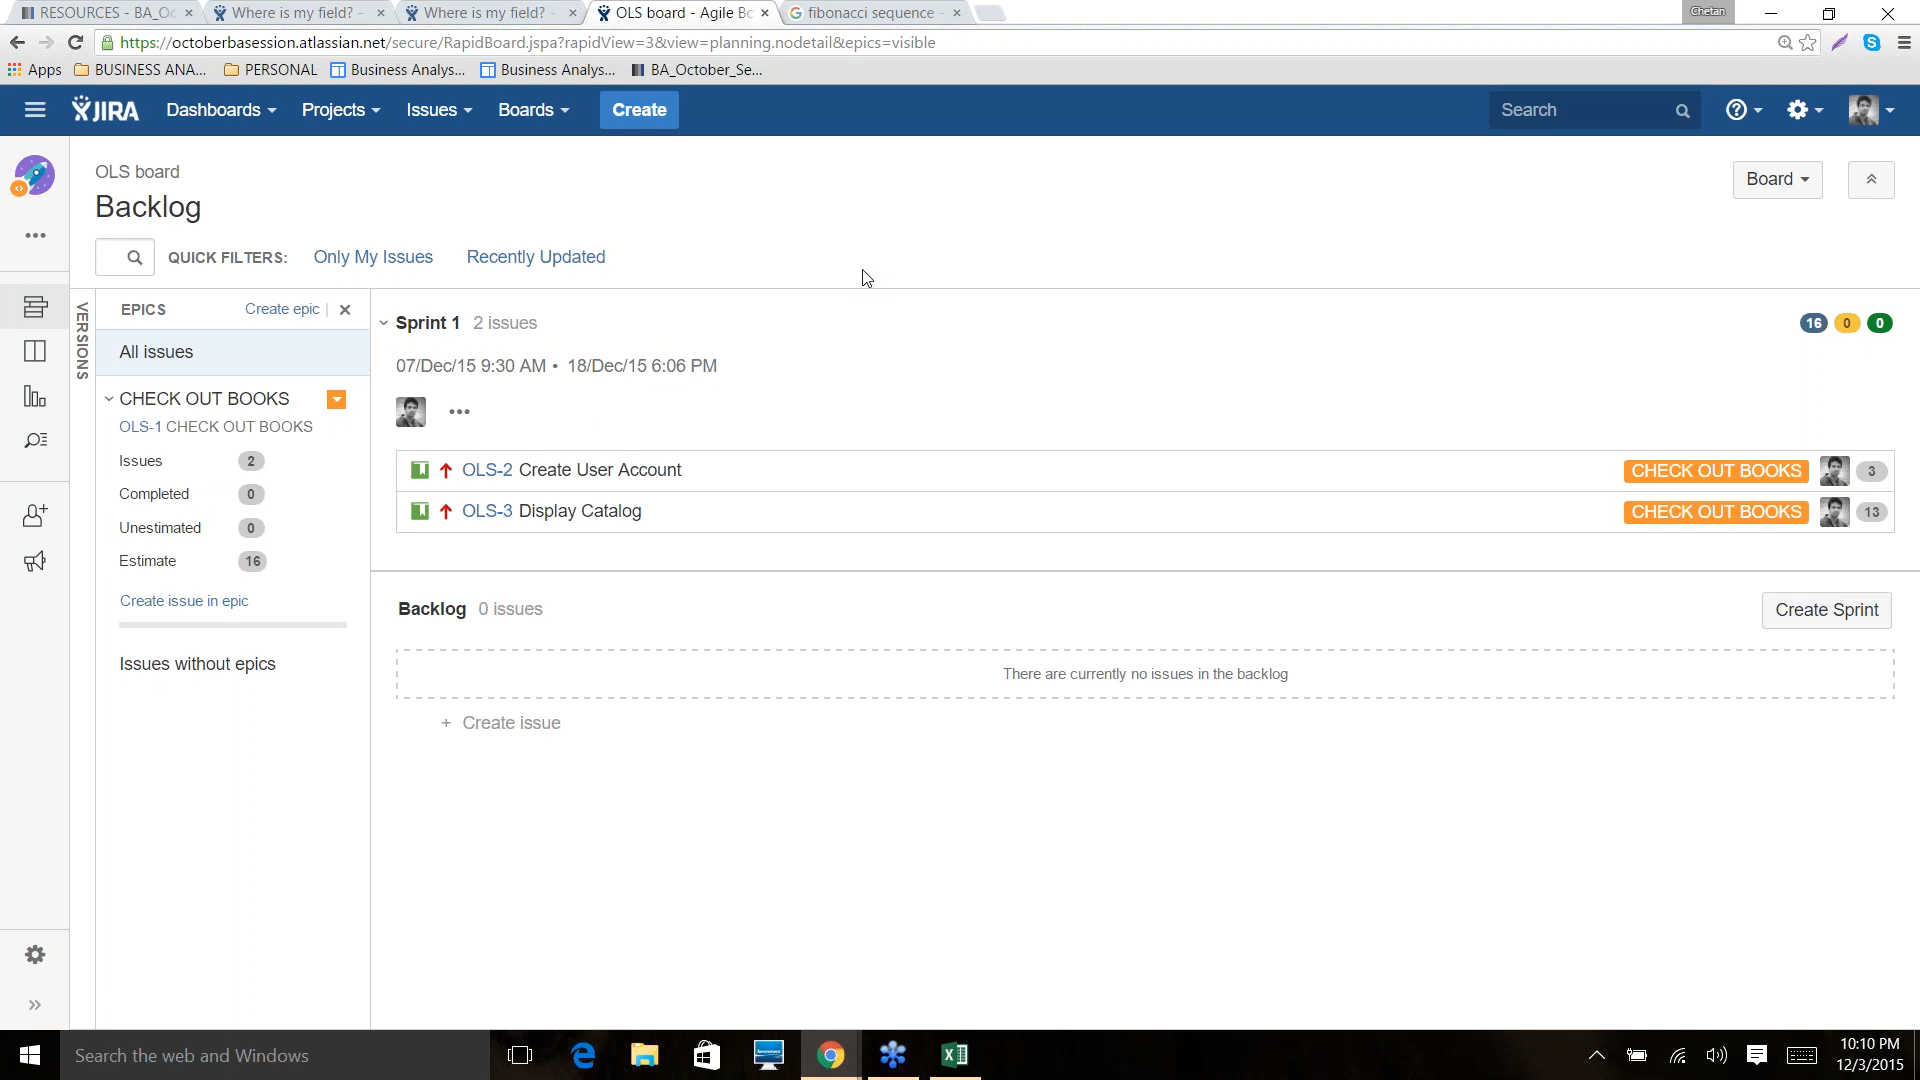 RESOURCES - BA_Oc
Where is my field? -
Where is my field? -
OLS board - Agile Bo
fibonacci sequence -
Chetan
https://octoberbasession.atlassian.net/secure/RapidBoard.jspa?rapidView=3&view=planning.nodetail&epics=visible
Apps
BUSINESS ANA...
PERSONAL
Business Analys...
Business Analys...
BA_October_Se...
JIRA
Dashboards
Projects
Issues
Boards
Create
Search
OLS board
Board
Backlog
QUICK FILTERS:
Only My Issues
Recently Updated
VERSIONS
EPICS
Create epic
All issues
CHECK OUT BOOKS
OLS-1 CHECK OUT BOOKS
Issues 2
Completed 0
Unestimated 0
Estimate 16
Create issue in epic
Issues without epics
Sprint 1 2 issues
16 0 0
07/Dec/15 9:30 AM • 18/Dec/15 6:06 PM
OLS-2 Create User Account CHECK OUT BOOKS 3
OLS-3 Display Catalog CHECK OUT BOOKS 13
Backlog 0 issues
Create Sprint
There are currently no issues in the backlog
+ Create issue
Search the web and Windows
10:10 PM
12/3/2015